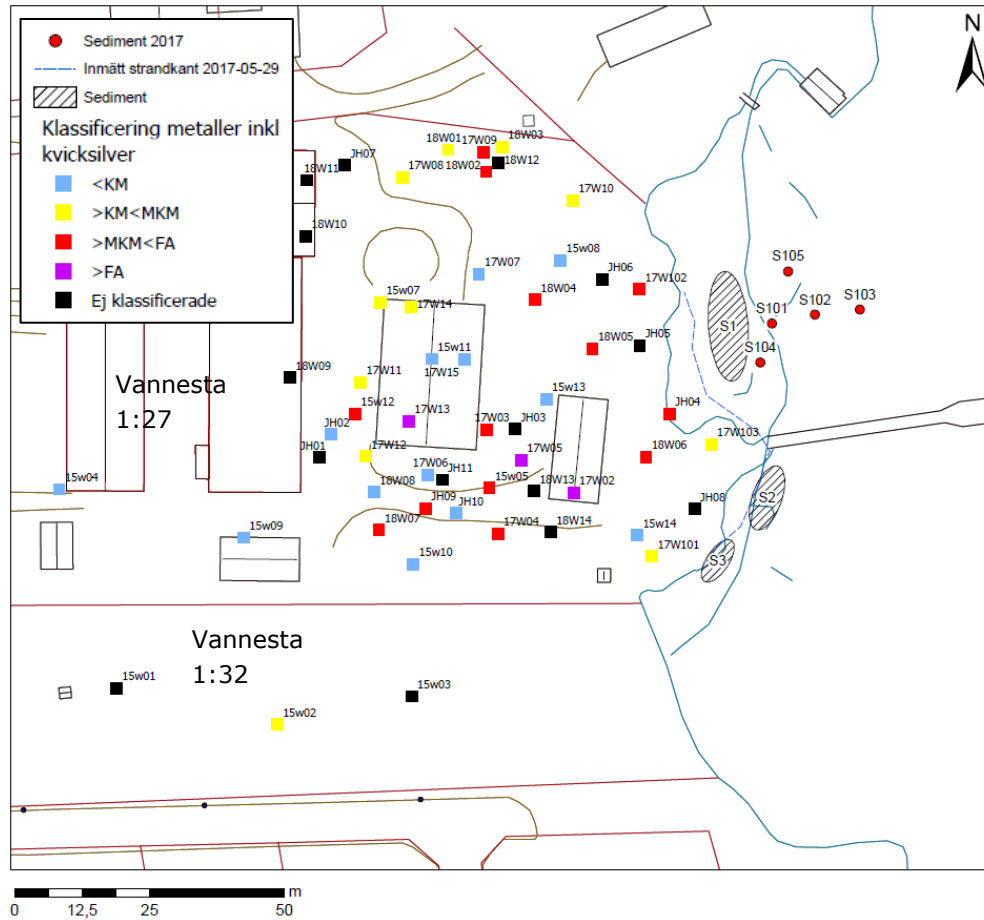 Sediment 2017
Inmätt strandkant 2017-05-29
Sediment
Klassificering metaller inkl
kvicksilver
<KM
>KM<MKM
>MKM<FA
>FA
Ej klassificerade
N
18W01
17W09
18W03
18W02
18W12
JH07
18W11
17W08
17W10
18W10
15w08
17W07
JH06
17W102
S105
15w07
17W14
18W04
S1
S101
S102
S103
18W05
JH05
S104
15w11
17W15
18W09
17W11
Vannesta
1:27
15w12
15w13
JH04
JH02
17W13
17W03
JH03
JH01
17W12
17W05
18W06
17W103
15w04
17W06
JH11
18W08
15w05
18W13
17W02
S2
JH09
JH10
JH08
18W07
17W04
18W14
15w09
15w14
15w10
17W101
S3
Vannesta
1:32
15w01
15w03
15w02
m
0 12,5 25 50